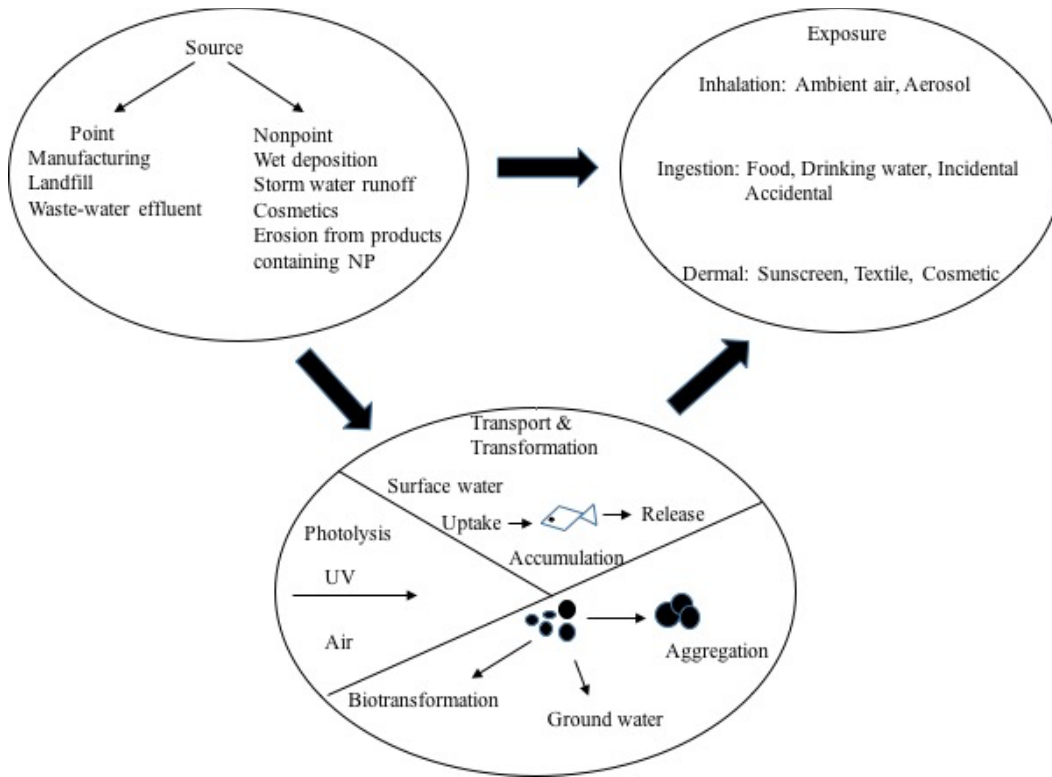 Source
Point
Manufacturing
Landfill
Waste-water effluent
Nonpoint
Wet deposition
Storm water runoff
Cosmetics
Erosion from products
containing NP
Exposure
Inhalation: Ambient air, Aerosol
Ingestion: Food, Drinking water, Incidental
Accidental
Dermal: Sunscreen, Textile, Cosmetic
Transport &
Transformation
Surface water
Uptake
Release
Accumulation
Photolysis
UV
Air
Aggregation
Biotransformation
Ground water